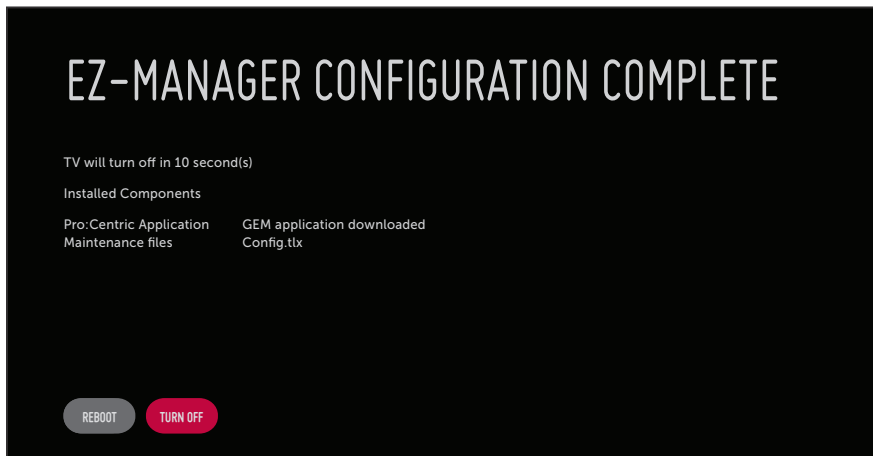 EZ-MANAGER CONFIGURATION COMPLETE
TV will turn off in 10 second(s)
Installed Components
Pro:Centric Application GEM application downloaded
Maintenance files Config.tlx
REBOOT TURN OFF